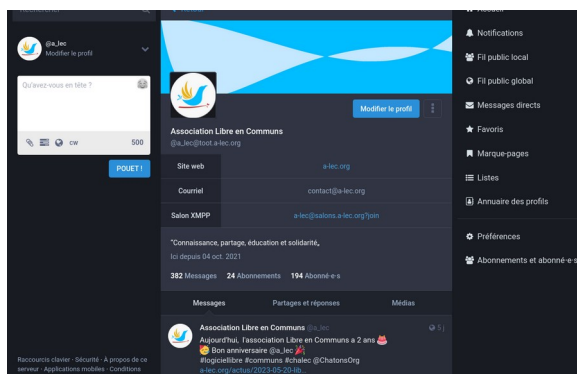 Rechercher
@a_lec
Modifier le profil
Qu'avez-vous en tête ?
cw
500
POUET !
Modifier le profil
Association Libre en Communs
@a_lec@toot.a-lec.org
Site web
a-lec.org
Courriel
contact@a-lec.org
Salon XMPP
a-lec@salons.a-lec.org?join
"Connaissance, partage, éducation et solidarité„
Ici depuis 04 oct. 2021
382 Messages 24 Abonnements 194 Abonné·e·s
Messages
Partages et réponses
Médias
Association Libre en Communs @a_lec
5 j
Aujourd'hui, l'association Libre en Communs a 2 ans
Bon anniversaire @a_lec
#logiciellibre #communs #chalec @ChatonsOrg
a-lec.org/actus/2023-05-20-lib…
Raccourcis clavier · Sécurité · À propos de ce
serveur · Applications mobiles · Conditions
Accueil
Notifications
Fil public local
Fil public global
Messages directs
Favoris
Marque-pages
Listes
Annuaire des profils
Préférences
Abonnements et abonné·e·s